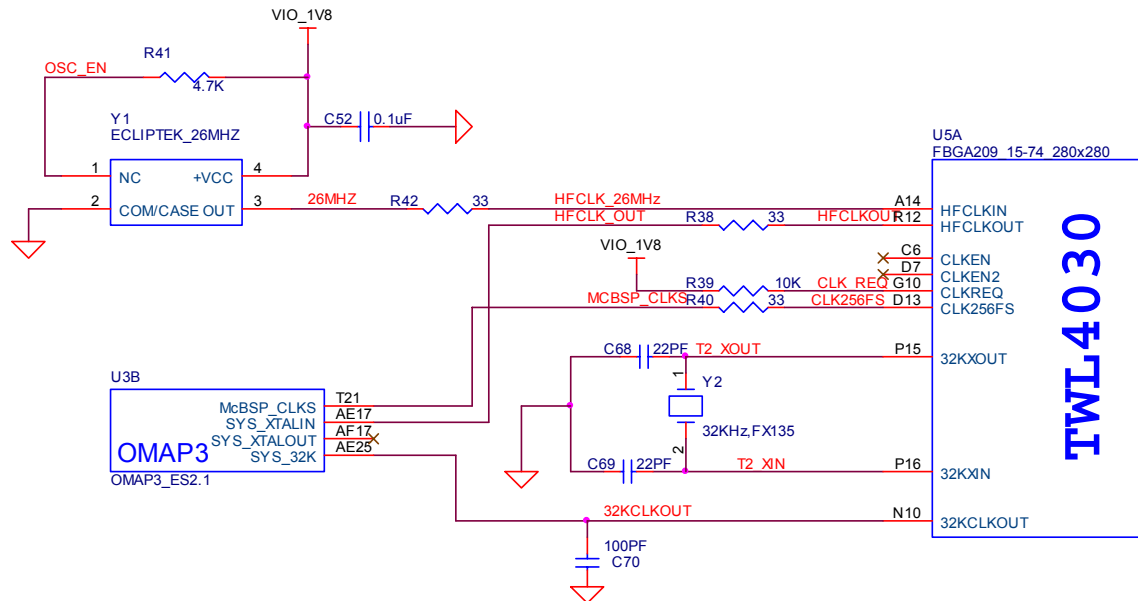 VIO_1V8
R41
OSC_EN
4.7K
Y1
ECLIPTEK_26MHZ
C52 0.1uF
1 NC +VCC 4
2 COM/CASE OUT 3
26MHZ R42 33 HFCLK_26MHz
HFCLK_OUT R38 33 HFCLKOUT
VIO_1V8
R39 10K CLK_REQ
MCBSP_CLKS R40 33 CLK256FS
U5A
FBGA209_15-74_280x280
A14 HFCLKIN
R12 HFCLKOUT
C6 CLKEN
D7 CLKEN2
G10 CLKREQ
D13 CLK256FS
P15 32KXOUT
P16 32KXIN
N10 32KCLKOUT
TWL4030
C68 22PF T2_XOUT
1
Y2
32KHz,FX135
2
C69 22PF T2_XIN
U3B
McBSP_CLKS T21
SYS_XTALIN AE17
SYS_XTALOUT AF17
SYS_32K AE25
OMAP3
OMAP3_ES2.1
32KCLKOUT
100PF
C70